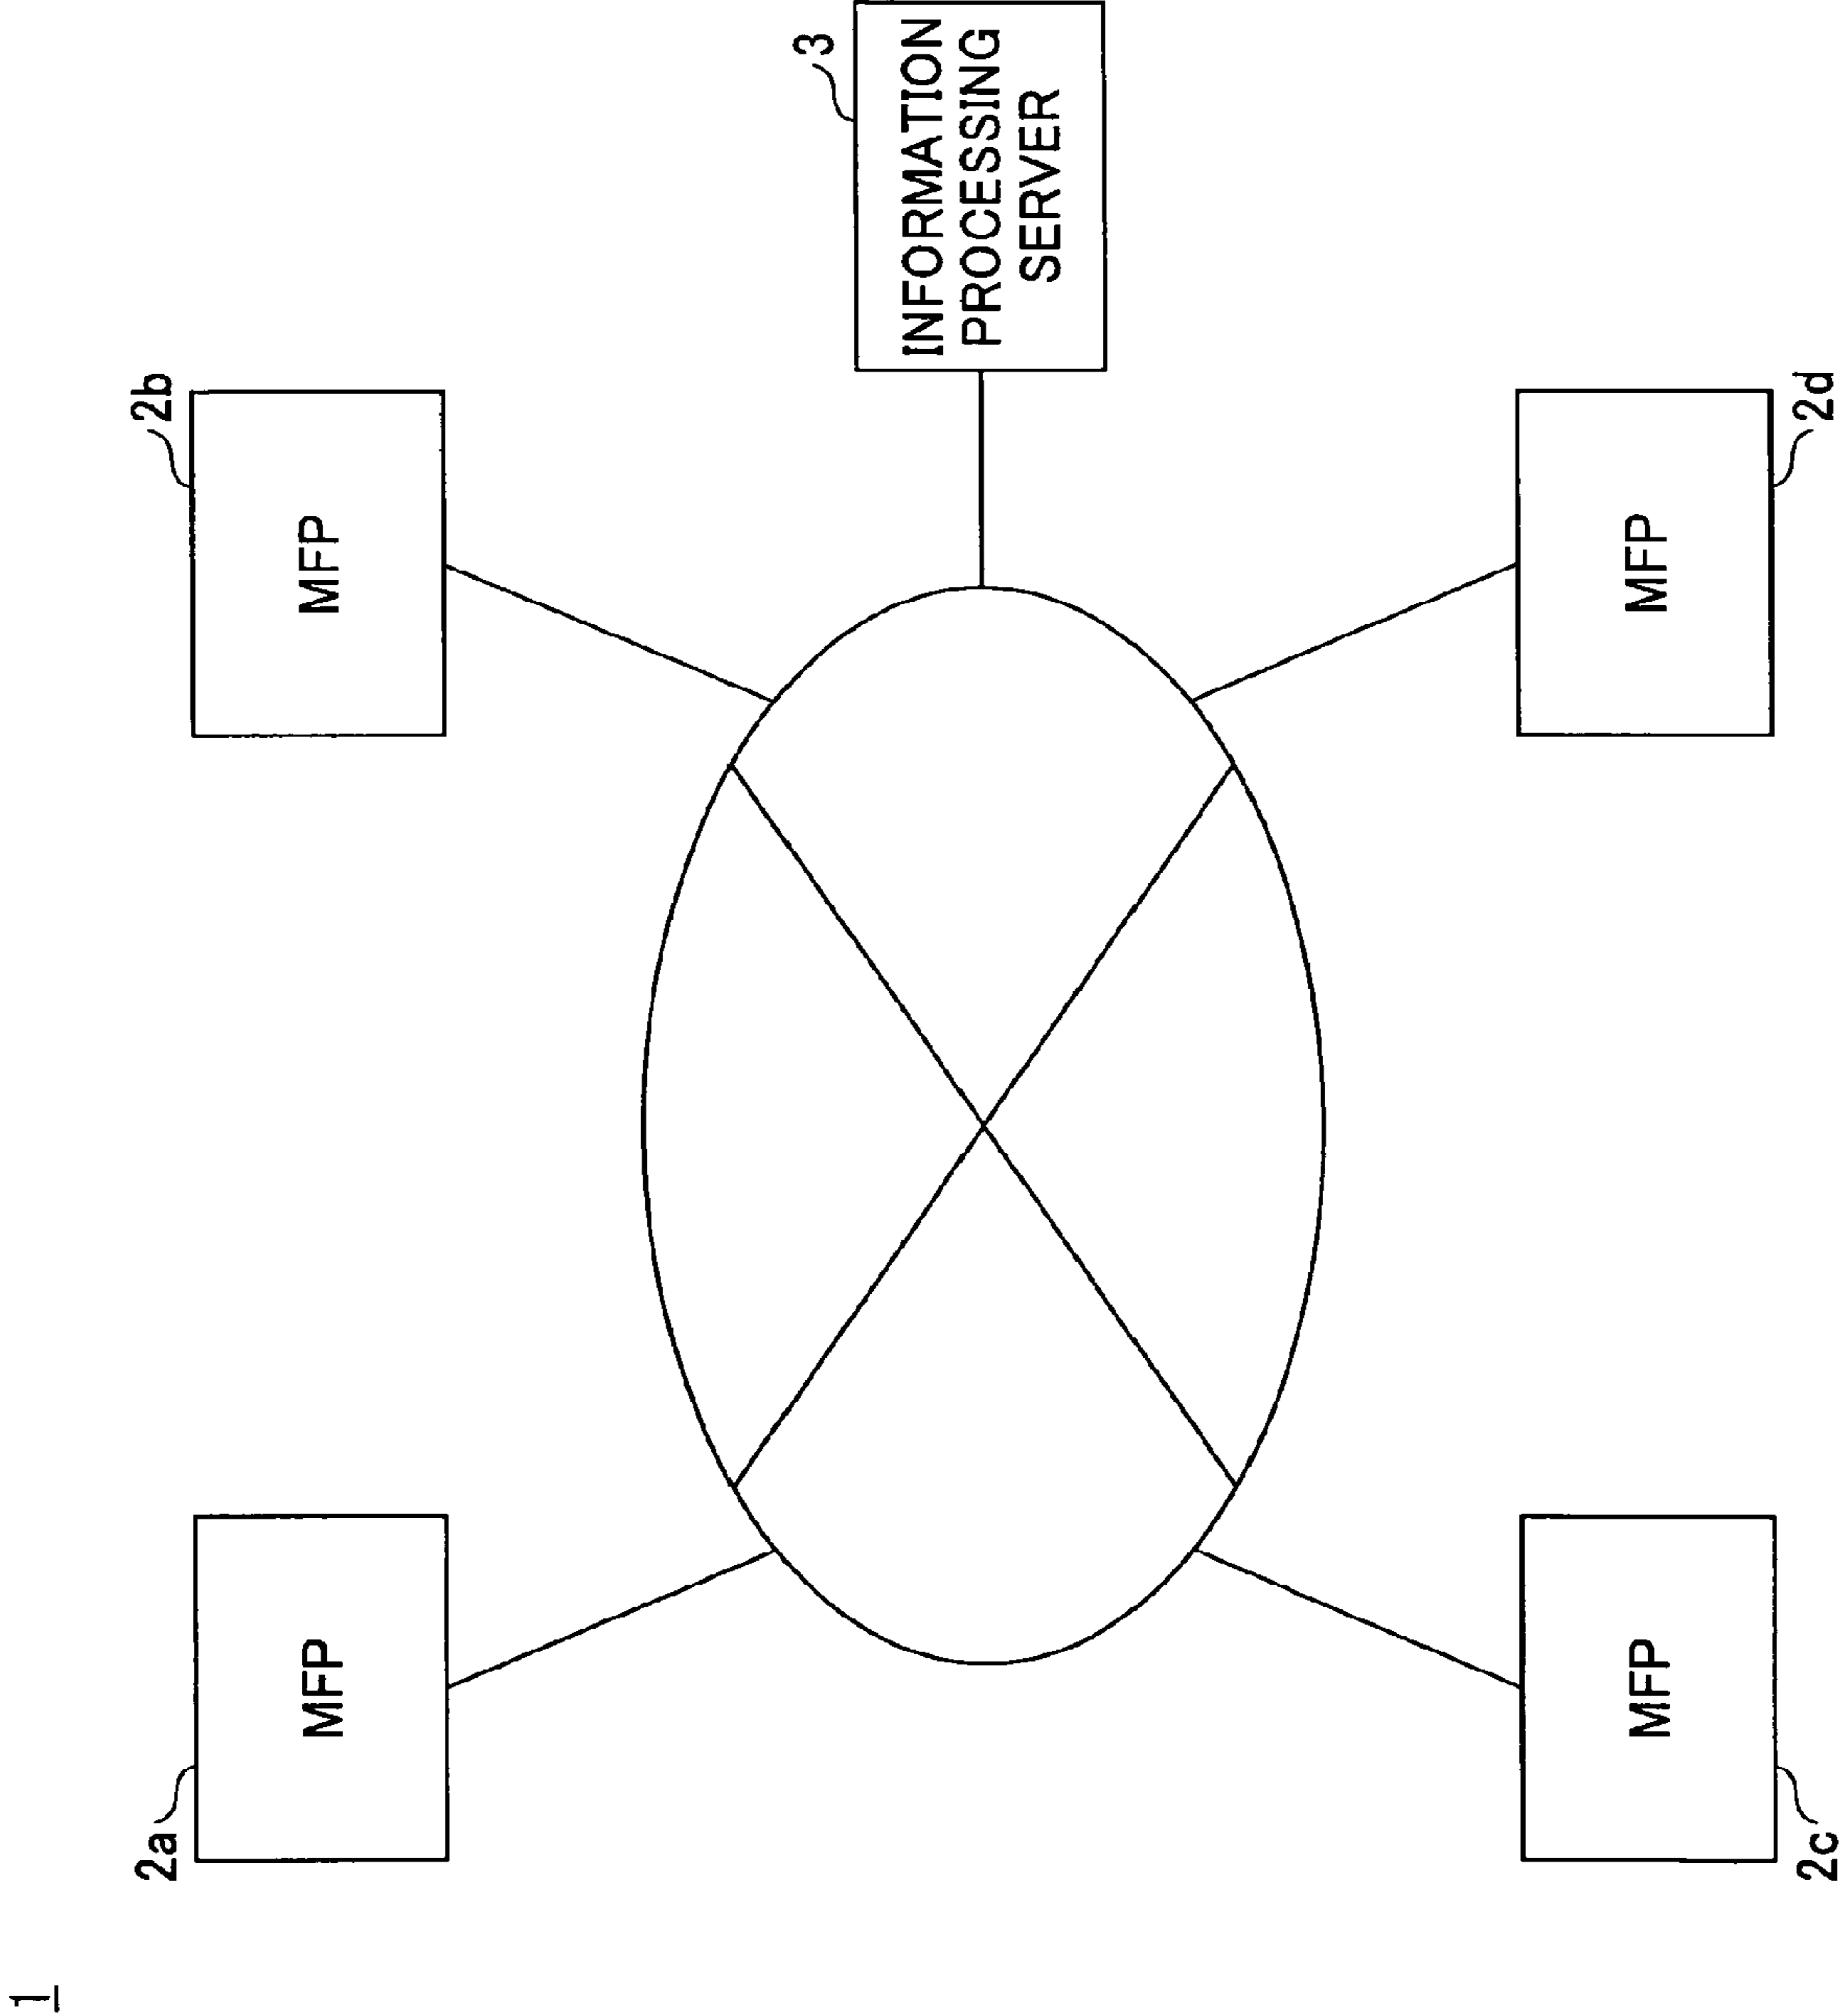 1
2a
2b
MFP
MFP
3
INFORMATION
PROCESSING
SERVER
MFP
MFP
2c
2d